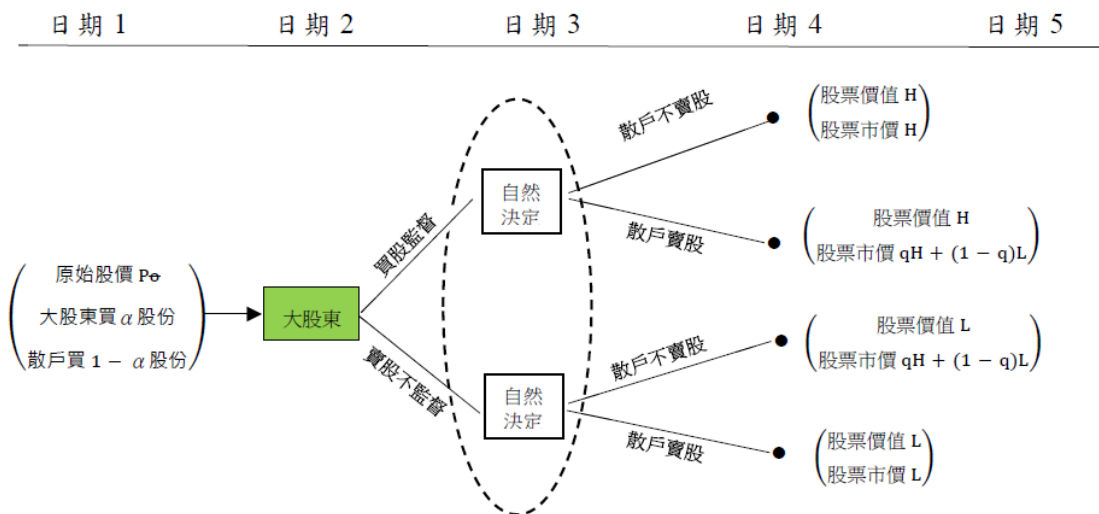 日期1 日期2 日期3 日期4 日期5
原始股價 Po
大股東買 α 股份
散戶買 1 − α 股份
大股東
買股監督
賣股不監督
自然
決定
自然
決定
散戶不賣股
散戶賣股
散戶不賣股
散戶賣股
股票價值 H
股票市價 H
股票價值 H
股票市價 qH + (1 − q)L
股票價值 L
股票市價 qH + (1 − q)L
股票價值 L
股票市價 L